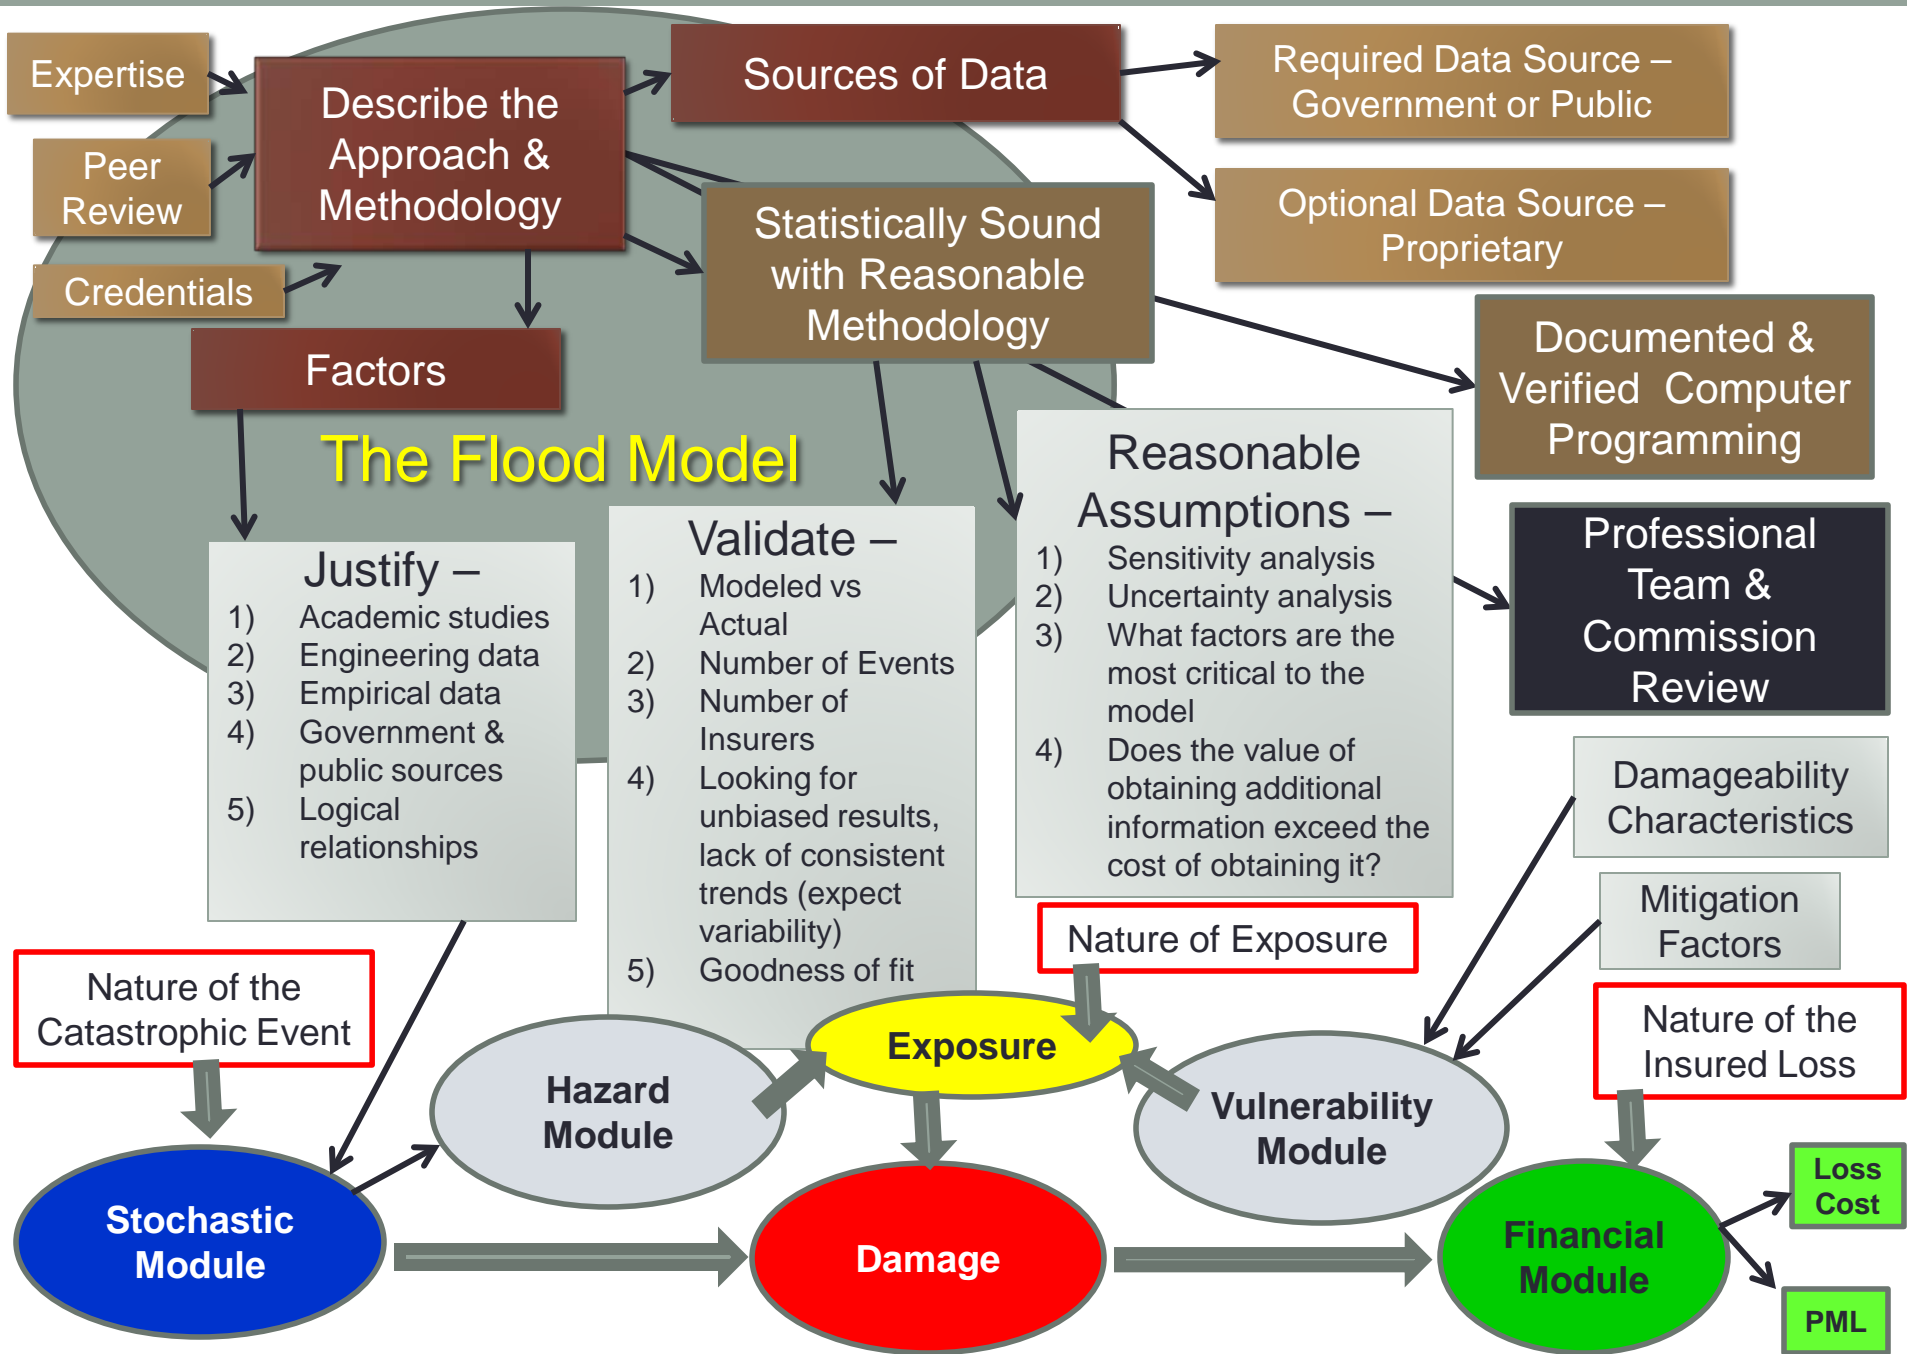 Expertise
Peer
Review
Credentials
Describe the
Approach &
Methodology
Sources of Data
Required Data Source –
Government or Public
Optional Data Source –
Proprietary
Statistically Sound
with Reasonable
Methodology
Factors
Documented &
Verified  Computer
Programming
The Flood Model
Justify –
1) Academic studies
2) Engineering data
3) Empirical data
4) Government &
public sources
5) Logical
relationships
Validate –
1) Modeled vs
Actual
2) Number of Events
3) Number of
Insurers
4) Looking for
unbiased results,
lack of consistent
trends (expect
variability)
5) Goodness of fit
Reasonable
Assumptions –
1) Sensitivity analysis
2) Uncertainty analysis
3) What factors are the
most critical to the
model
4) Does the value of
obtaining additional
information exceed the
cost of obtaining it?
Professional
Team &
Commission
Review
Damageability
Characteristics
Mitigation
Factors
Nature of the
Catastrophic Event
Nature of Exposure
Nature of the
Insured Loss
Exposure
Hazard
Module
Vulnerability
Module
Stochastic
Module
Damage
Financial
Module
Loss
Cost
PML